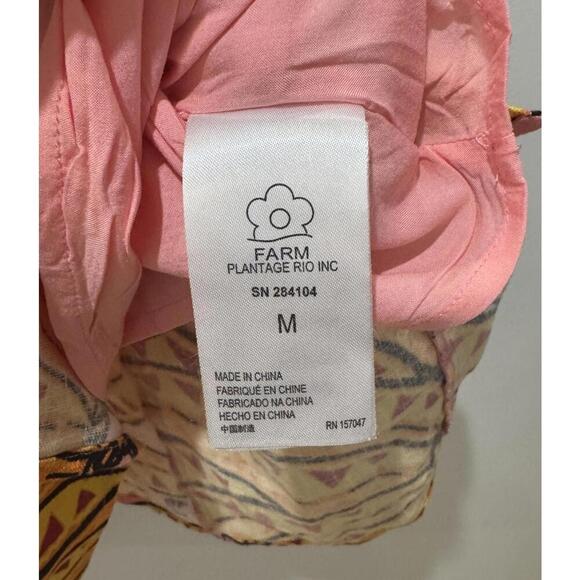 FARM
PLANTAGE RIO INC
SN 284104
M
MADE IN CHINA
FABRIQUÉ EN CHINE
FABRICADO NA CHINA
HECHO EN CHINA
中国制造
RN 157047